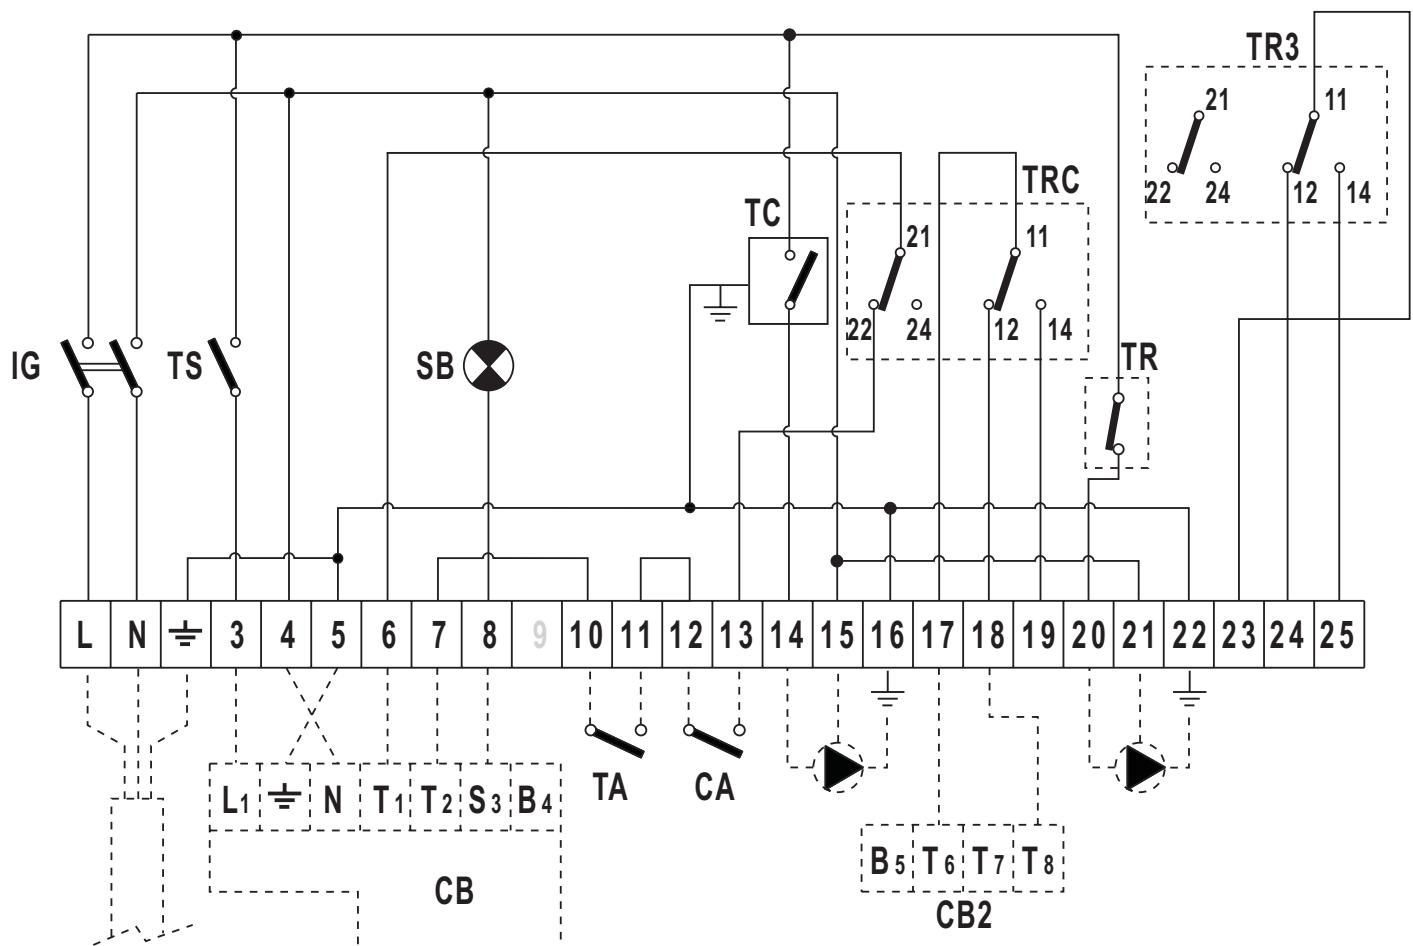 TR3
21 11
22 24 12 14
TRC
TC
21 11
22 24 12 14
IG TS SB TR
L N 3 4 5 6 7 8 9 10 11 12 13 14 15 16 17 18 19 20 21 22 23 24 25
TA CA
L1 N T1 T2 S3 B4
B5 T6 T7 T8
CB
CB2